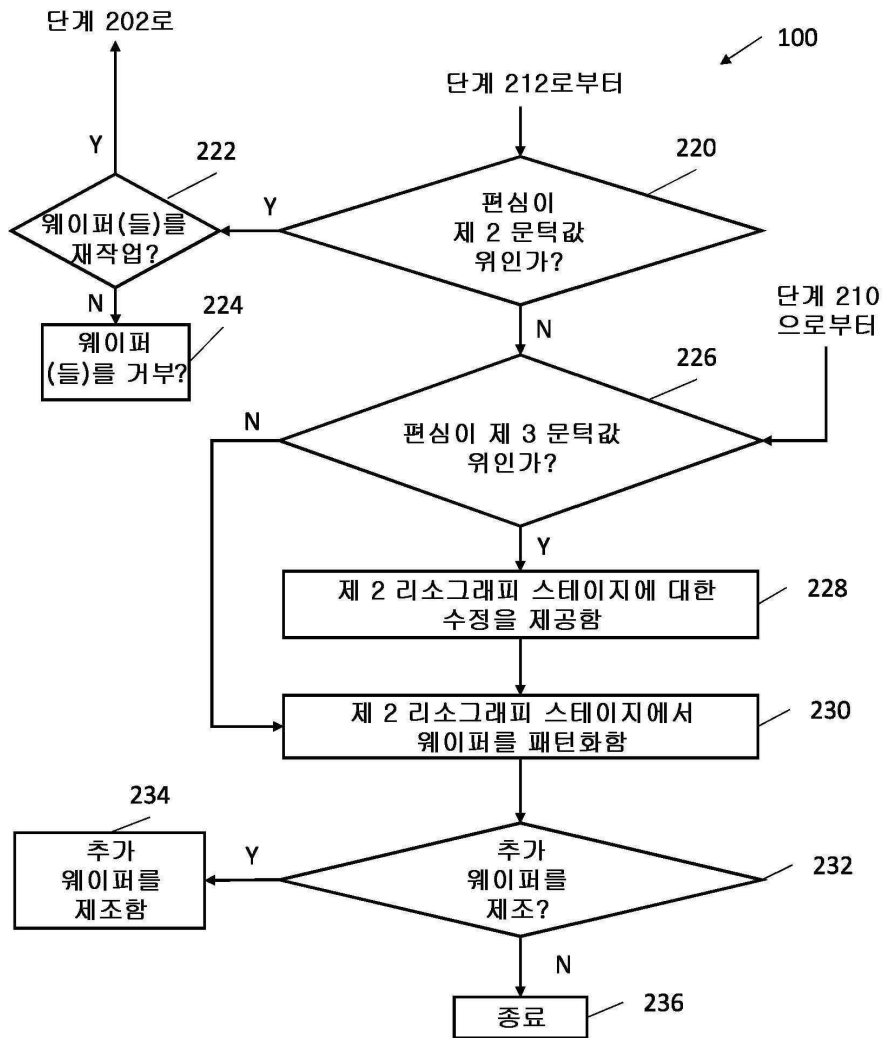 단계 202로
100
단계 212로부터
Y
222
220
웨이퍼(들)를
재작업?
Y
편심이
제 2 문턱값
위인가?
N
224
웨이퍼
(들)를 거부?
N
단계 210
으로부터
226
N
편심이 제 3 문턱값
위인가?
Y
제 2 리소그래피 스테이지에 대한
수정을 제공함
228
제 2 리소그래피 스테이지에서
웨이퍼를 패턴화함
230
234
추가
웨이퍼를
제조함
Y
추가
웨이퍼를
제조?
232
N
종료
236